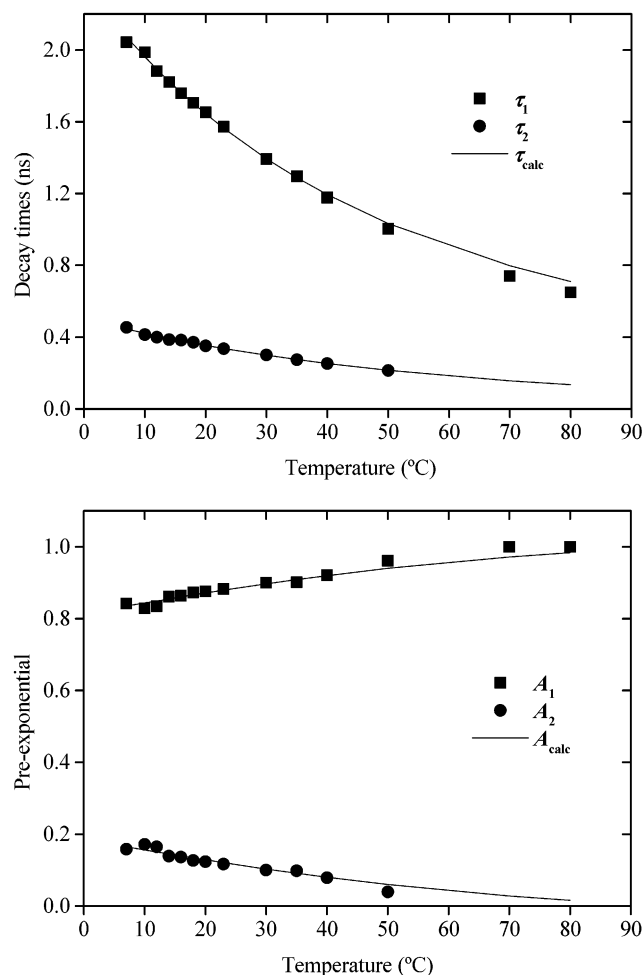 2.0
1.6
1.2
0.8
0.4
0.0
Decay times (ns)
τ1
τ2
τcalc
0 10 20 30 40 50 60 70 80 90
Temperature (ºC)
1.0
0.8
0.6
0.4
0.2
0.0
Pre-exponential
A1
A2
Acalc
0 10 20 30 40 50 60 70 80 90
Temperature (ºC)